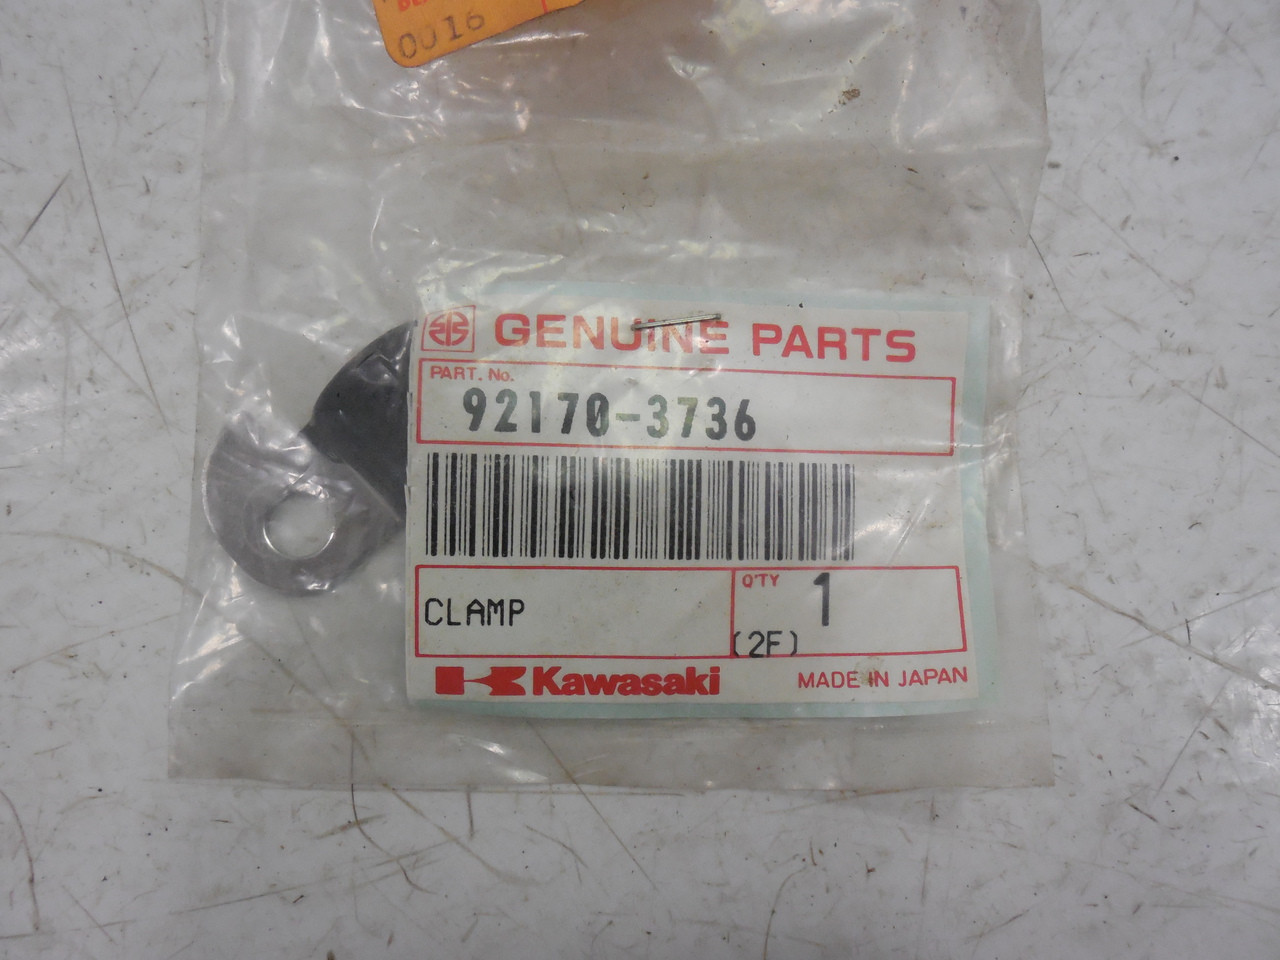 0016
GENUINE PARTS
PART. No.
92170-3736
CLAMP
Q'TY 1
(2F)
Kawasaki MADE IN JAPAN